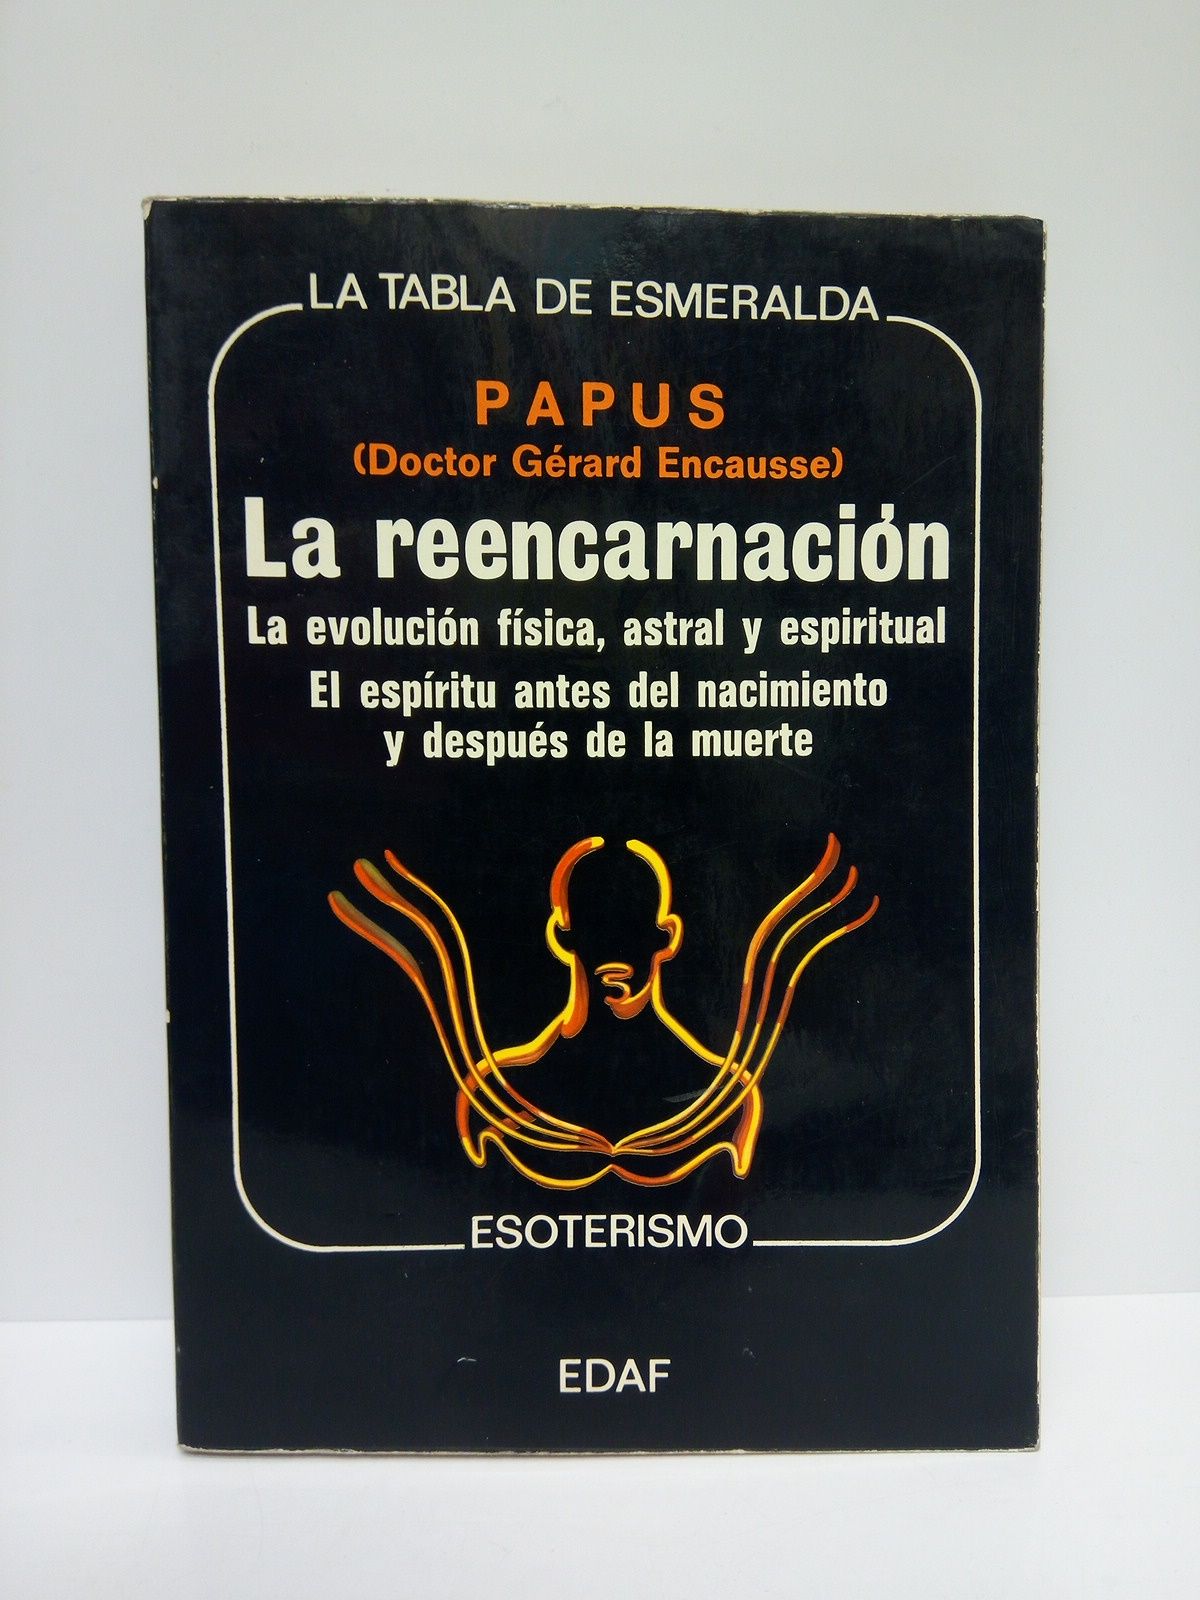 LA TABLA DE ESMERALDA
PAPUS
(Doctor Gérard Encausse)
La reencarnación
La evolución física, astral y espiritual
El espíritu antes del nacimiento
y después de la muerte
ESOTERISMO
EDAF